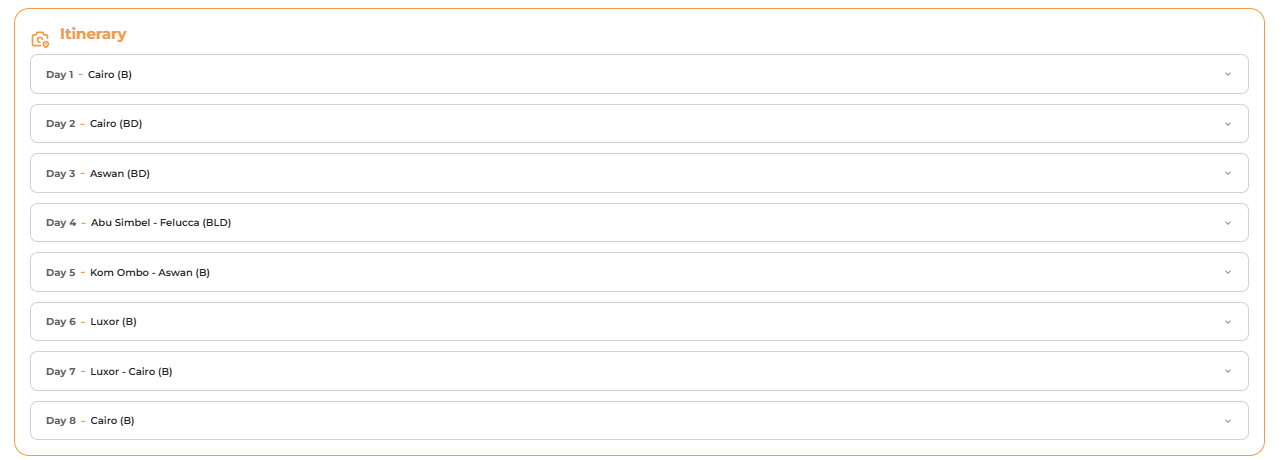 Itinerary
Day 1 - Cairo (B)
Day 2 - Cairo (BD)
Day 3 - Aswan (BD)
Day 4 - Abu Simbel - Felucca (BLD)
Day 5 - Kom Ombo - Aswan (B)
Day 6 - Luxor (B)
Day 7 - Luxor - Cairo (B)
Day 8 - Cairo (B)